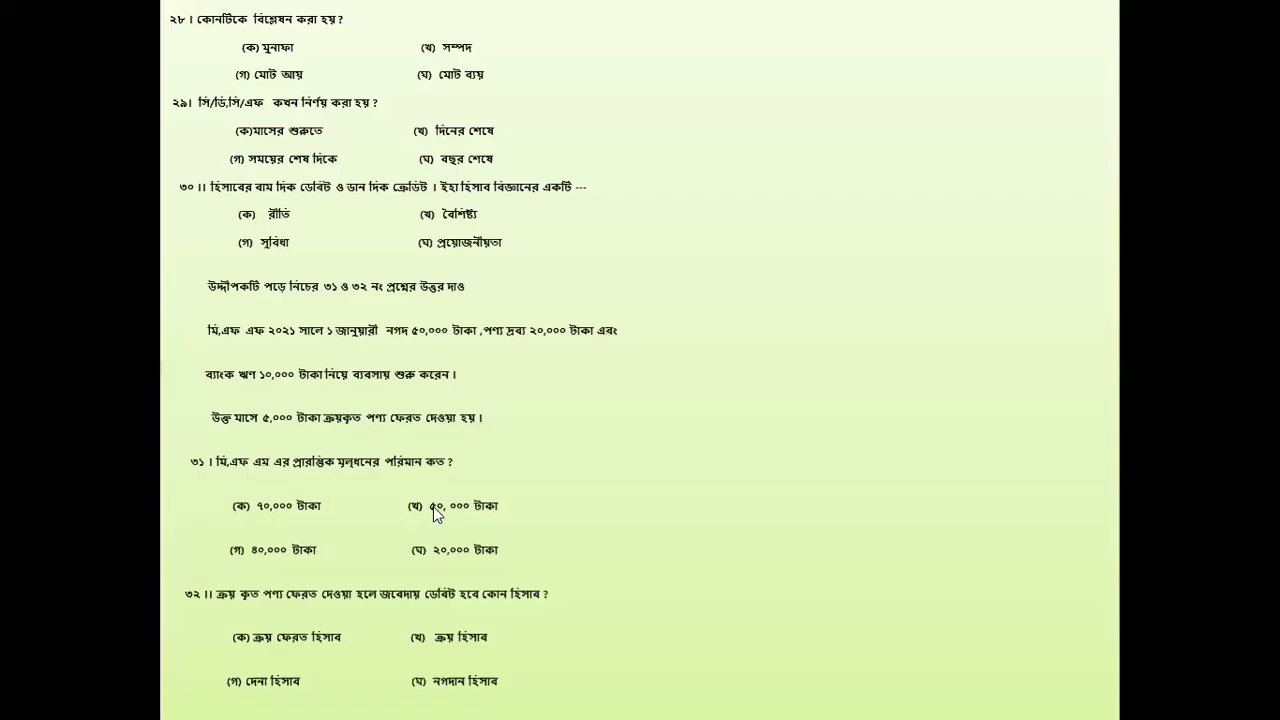 ২৮ । কোনটিকে বিশ্লেষন করা হয় ?
(ক) মুনাফা (খ) সম্পদ
(গ) মোট আয় (ঘ) মোট ব্যয়
২৯। সি/ডি,সি/এফ কখন নির্ণয় করা হয় ?
(ক)মাসের শুরুতে (খ) দিনের শেষে
(গ) সময়ের শেষ দিকে (ঘ) বছর শেষে
৩০ ।। হিসাবের বাম দিক ডেবিট ও ডান দিক ক্রেডিট । ইহা হিসাব বিজ্ঞানের একটি ---
(ক) রীতি (খ) বৈশিষ্ট্য
(গ) সুবিধা (ঘ) প্রয়োজনীয়তা
উদ্দীপকটি পড়ে নিচের ৩১ ও ৩২ নং প্রশ্নের উত্তর দাও
মি,এফ এফ ২০২১ সালে ১ জানুয়ারী নগদ ৫০,০০০ টাকা ,পণ্য দ্রব্য ২০,০০০ টাকা এবং
ব্যাংক ঋণ ১০,০০০ টাকা নিয়ে ব্যবসায় শুরু করেন ।
উক্ত মাসে ৫,০০০ টাকা ক্রয়কৃত পণ্য ফেরত দেওয়া হয় ।
৩১ । মি,এফ এম এর প্রারম্ভিক মূলধনের পরিমান কত ?
(ক) ৭০,০০০ টাকা (খ) ৫০, ০০০ টাকা
(গ) ৪০,০০০ টাকা (ঘ) ২০,০০০ টাকা
৩২ ।। ক্রয় কৃত পণ্য ফেরত দেওয়া হলে জবেদায় ডেবিট হবে কোন হিসাব ?
(ক) ক্রয় ফেরত হিসাব (খ) ক্রয় হিসাব
(গ) দেনা হিসাব (ঘ) নগদান হিসাব